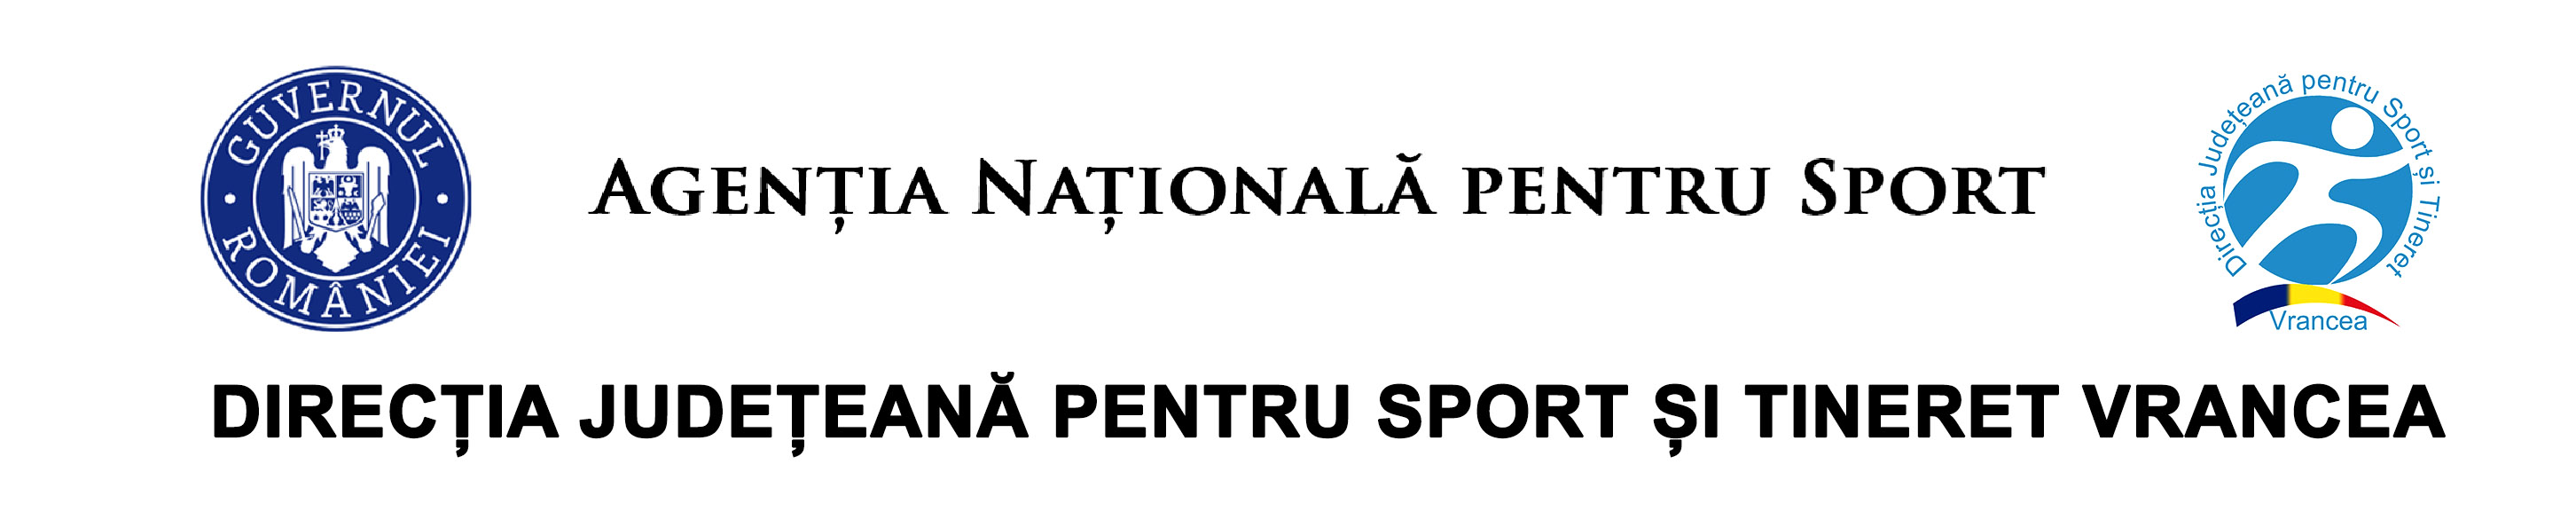 GUVERNUL ROMÂNIEI
AGENȚIA NAȚIONALĂ PENTRU SPORT
Direcția Județeană pentru Sport și Tineret
Vrancea
DIRECȚIA JUDEȚEANĂ PENTRU SPORT ȘI TINERET VRANCEA